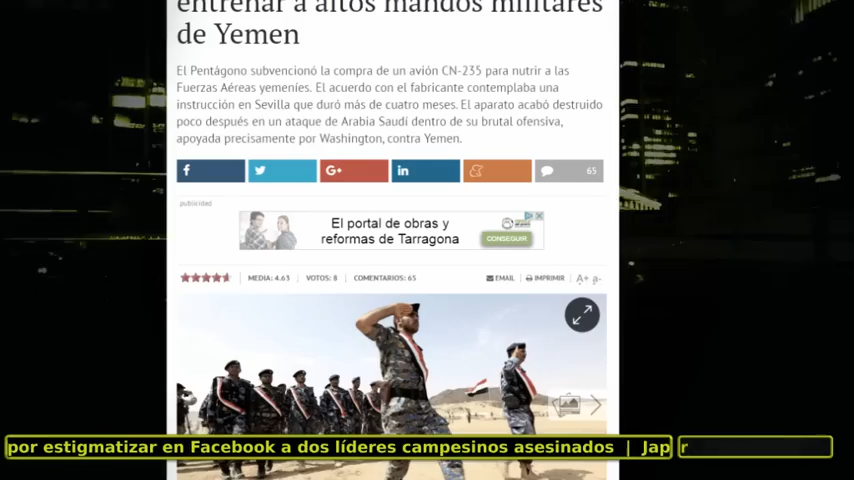 entrenar a altos mandos militares
de Yemen
El Pentágono subvencionó la compra de un avión CN-235 para nutrir a las
Fuerzas Aéreas yemeníes. El acuerdo con el fabricante contemplaba una
instrucción en Sevilla que duró más de cuatro meses. El aparato acabó destruido
poco después en un ataque de Arabia Saudí dentro de su brutal ofensiva,
apoyada precisamente por Washington, contra Yemen.
f G+ in 65
publicidad
El portal de obras y
reformas de Tarragona
CONSEGUIR
MEDIA: 4.63 VOTOS: 8 COMENTARIOS: 65 EMAIL IMPRIMIR A+ a-
por estigmatizar en Facebook a dos líderes campesinos asesinados | Jap r